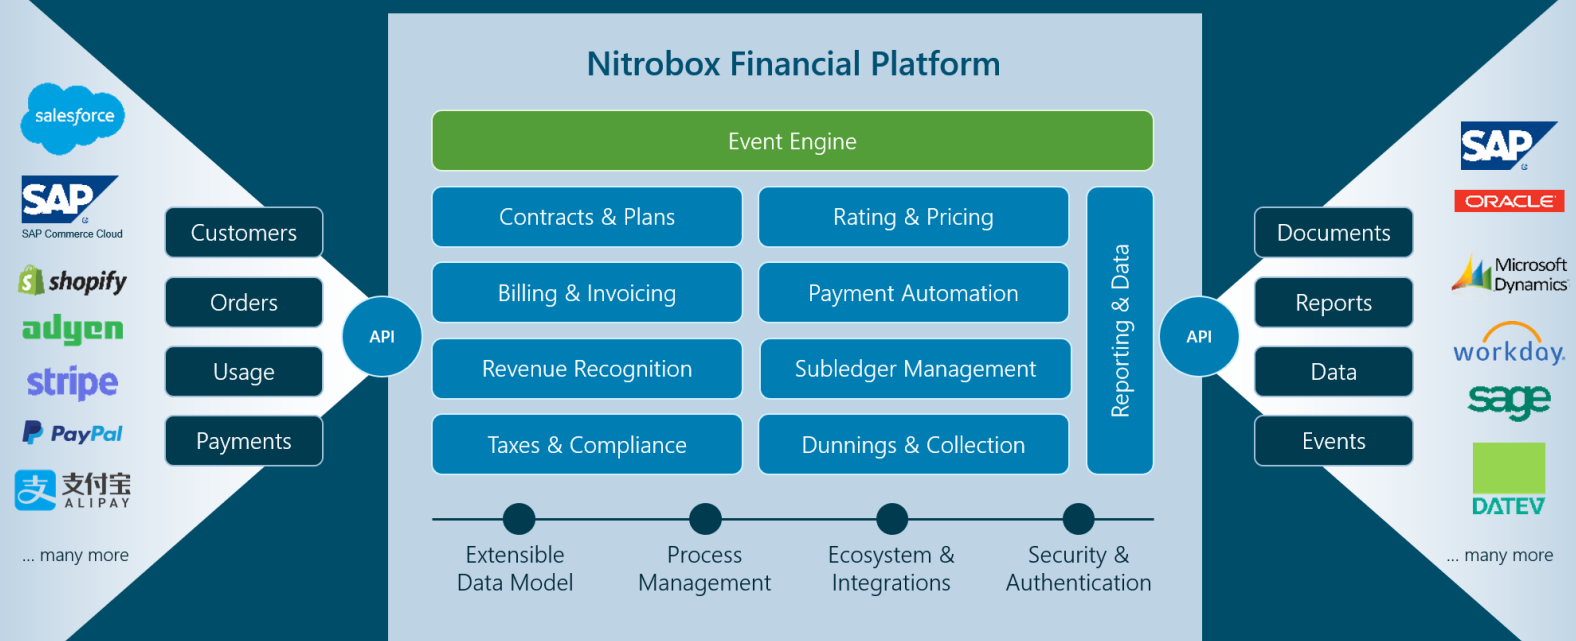 Nitrobox Financial Platform
salesforce
SAP
SAP Commerce Cloud
shopify
adyen
stripe
PayPal
支付宝
ALIPAY
... many more
Customers
Orders
Usage
Payments
API
Event Engine
Contracts & Plans
Rating & Pricing
Billing & Invoicing
Payment Automation
Revenue Recognition
Subledger Management
Taxes & Compliance
Dunnings & Collection
Reporting & Data
Extensible
Data Model
Process
Management
Ecosystem &
Integrations
Security &
Authentication
API
Documents
Reports
Data
Events
SAP
ORACLE
Microsoft
Dynamics
workday.
sage
DATEV
... many more